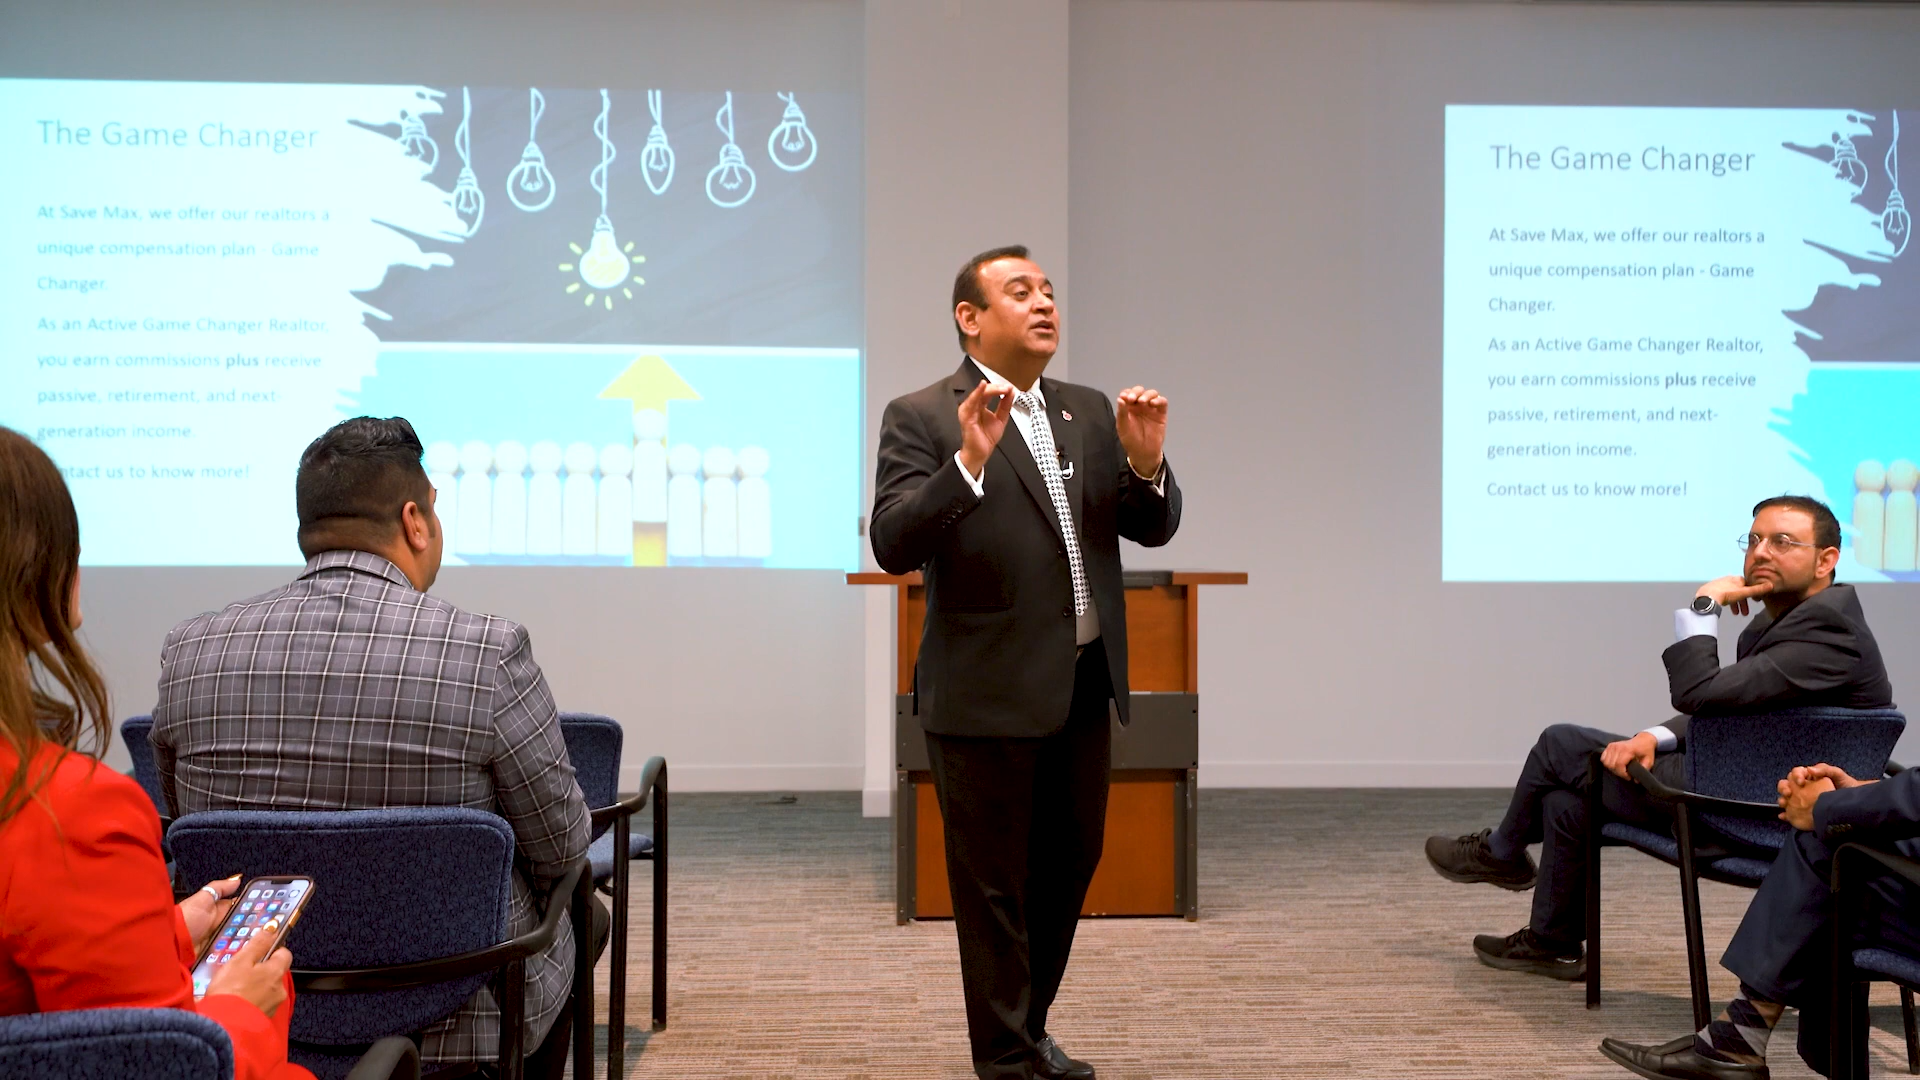 The Game Changer
At Save Max, we offer our realtors a
unique compensation plan - Game
Changer.
As an Active Game Changer Realtor,
you earn commissions plus receive
passive, retirement, and next-
generation income.
ntact us to know more!
The Game Changer
At Save Max, we offer our realtors a
unique compensation plan - Game
Changer.
As an Active Game Changer Realtor,
you earn commissions plus receive
passive, retirement, and next-
generation income.
Contact us to know more!